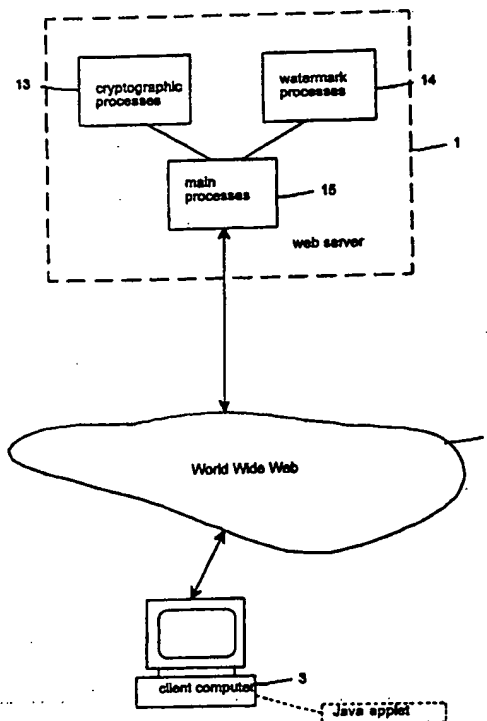 13
cryptographic
processes
watermark
processes
14
1
main
processes
15
web server
World Wide Web
client computer
3
Java applet